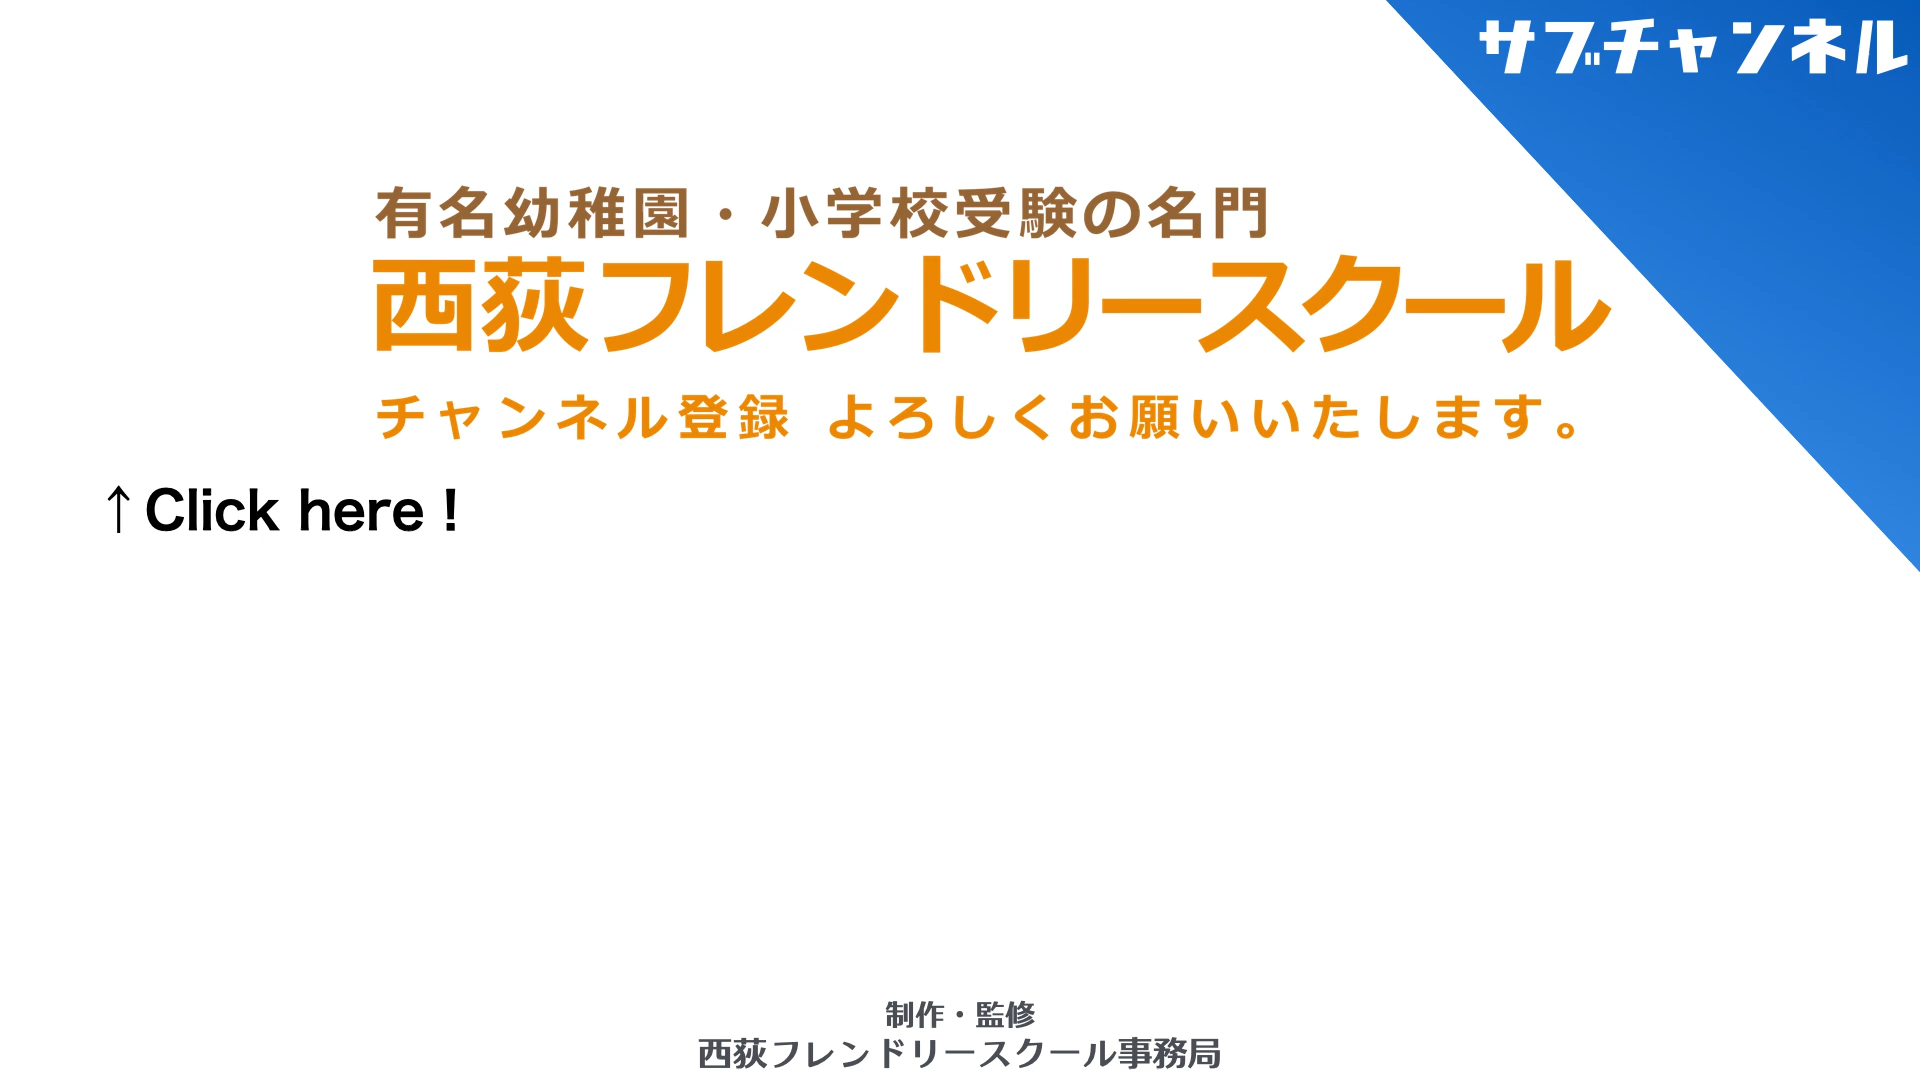 サブチャンネル
有名幼稚園・小学校受験の名門
西荻フレンドリースクール
チャンネル登録 よろしくお願いいたします。
↑Click here !
制作・監修
西荻フレンドリースクール事務局